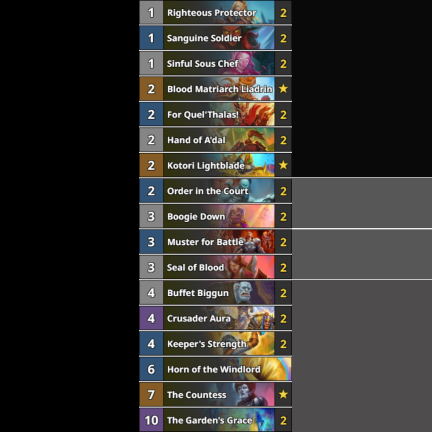 1 Righteous Protector 2
1 Sanguine Soldier 2
1 Sinful Sous Chef 2
2 Blood Matriarch Liadrin ★
2 For Quel'Thalas! 2
2 Hand of A'dal 2
2 Kotori Lightblade ★
2 Order in the Court 2
3 Boogie Down 2
3 Muster for Battle 2
3 Seal of Blood 2
4 Buffet Biggun 2
4 Crusader Aura 2
4 Keeper's Strength 2
6 Horn of the Windlord
7 The Countess ★
10 The Garden's Grace 2